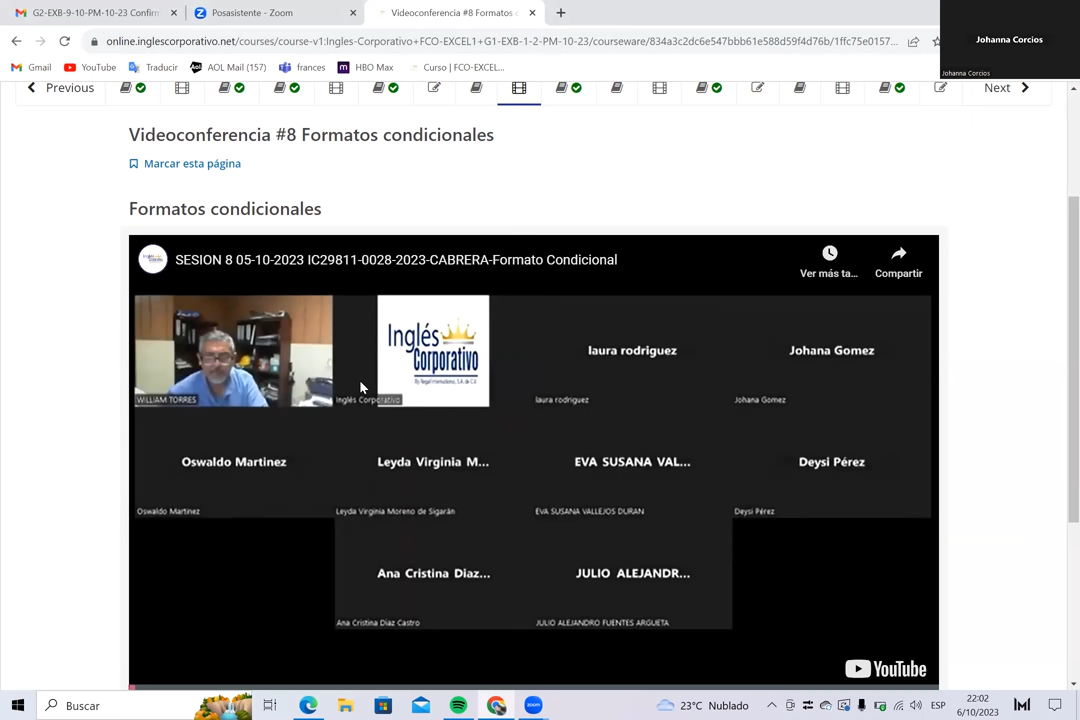 G2-EXB-9-10-PM-10-23 Confirm
Posasistente - Zoom
Videoconferencia #8 Formatos c
online.inglescorporativo.net/courses/course-v1:Ingles-Corporativo+FCO-EXCEL1+G1-EXB-1-2-PM-10-23/courseware/834a3c2dc6e547bbb61e588d59f4d76b/1ffc75e0157...
Johanna Corcios
Johanna Corcios
Gmail
YouTube
Traducir
Aol
AOL Mail (157)
frances
m
HBO Max
Curso | FCO-EXCEL...
Previous
Next
Videoconferencia #8 Formatos condicionales
Marcar esta página
Formatos condicionales
SESION 8 05-10-2023 IC29811-0028-2023-CABRERA-Formato Condicional
Ver más ta...
Compartir
Inglés
Corporativo
laura rodriguez
Johana Gomez
WILLIAM TORRES
Inglés Corporativo
laura rodriguez
Johana Gomez
Oswaldo Martinez
Leyda Virginia M...
EVA SUSANA VAL...
Deysi Pérez
Oswaldo Martinez
Leyda Virginia Moreno de Sigarán
EVA SUSANA VALLEJOS DURAN
Deysi Pérez
Ana Cristina Diaz...
JULIO ALEJANDR...
Ana Cristina Diaz Castro
JULIO ALEJANDRO FUENTES ARGUETA
YouTube
Buscar
zoom
23°C Nublado
ESP
22:02
6/10/2023